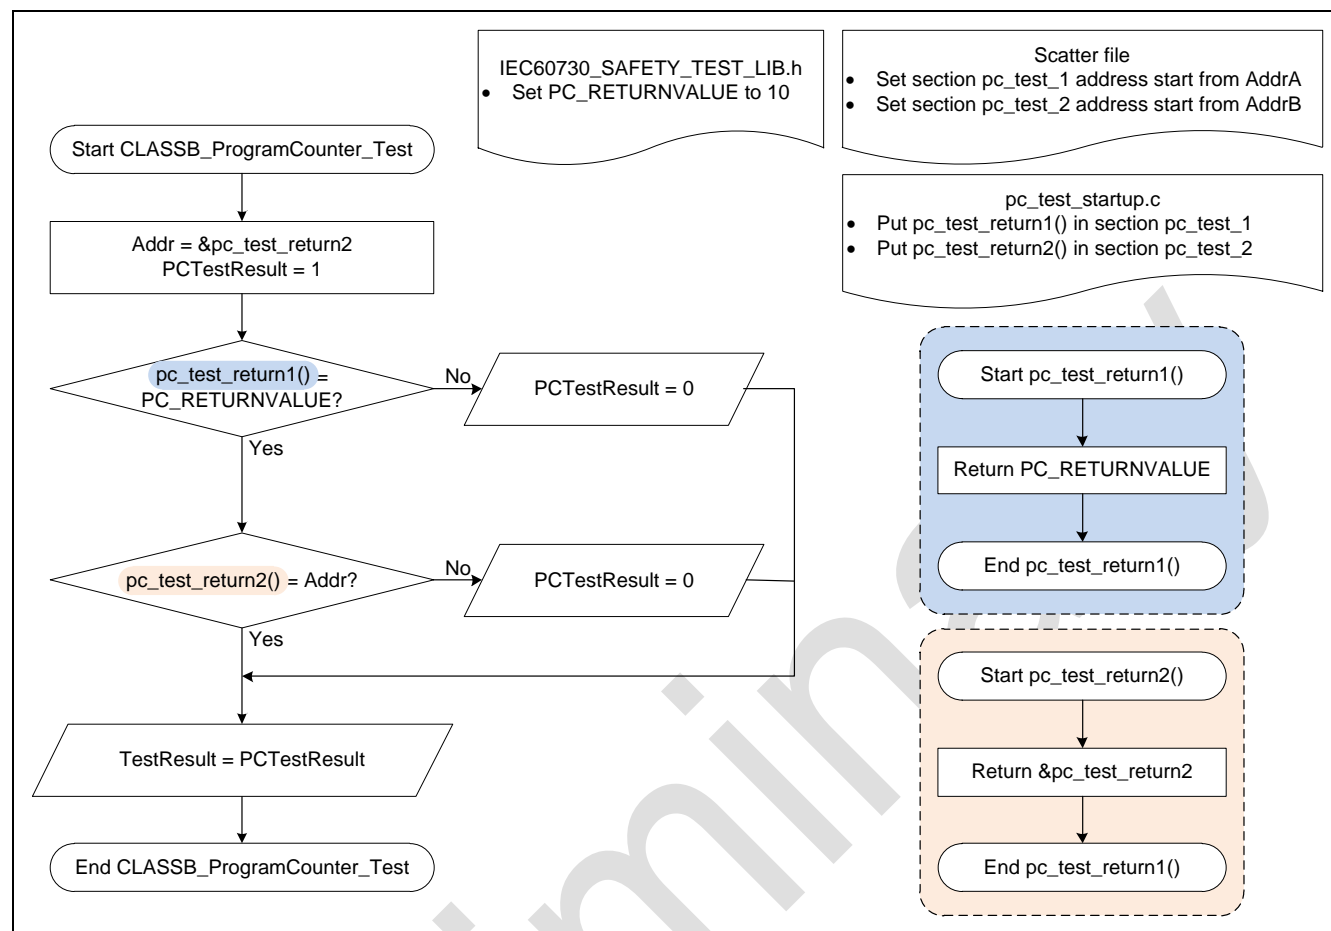 IEC60730_SAFETY_TEST_LIB.h
• Set PC_RETURNVALUE to 10
Scatter file
• Set section pc_test_1 address start from AddrA
• Set section pc_test_2 address start from AddrB
pc_test_startup.c
• Put pc_test_return1() in section pc_test_1
• Put pc_test_return2() in section pc_test_2
Start CLASSB_ProgramCounter_Test
Addr = &pc_test_return2
PCTestResult = 1
pc_test_return1() =
PC_RETURNVALUE?
No
PCTestResult = 0
Yes
pc_test_return2() = Addr?
No
PCTestResult = 0
Yes
TestResult = PCTestResult
End CLASSB_ProgramCounter_Test
Start pc_test_return1()
Return PC_RETURNVALUE
End pc_test_return1()
Start pc_test_return2()
Return &pc_test_return2
End pc_test_return1()